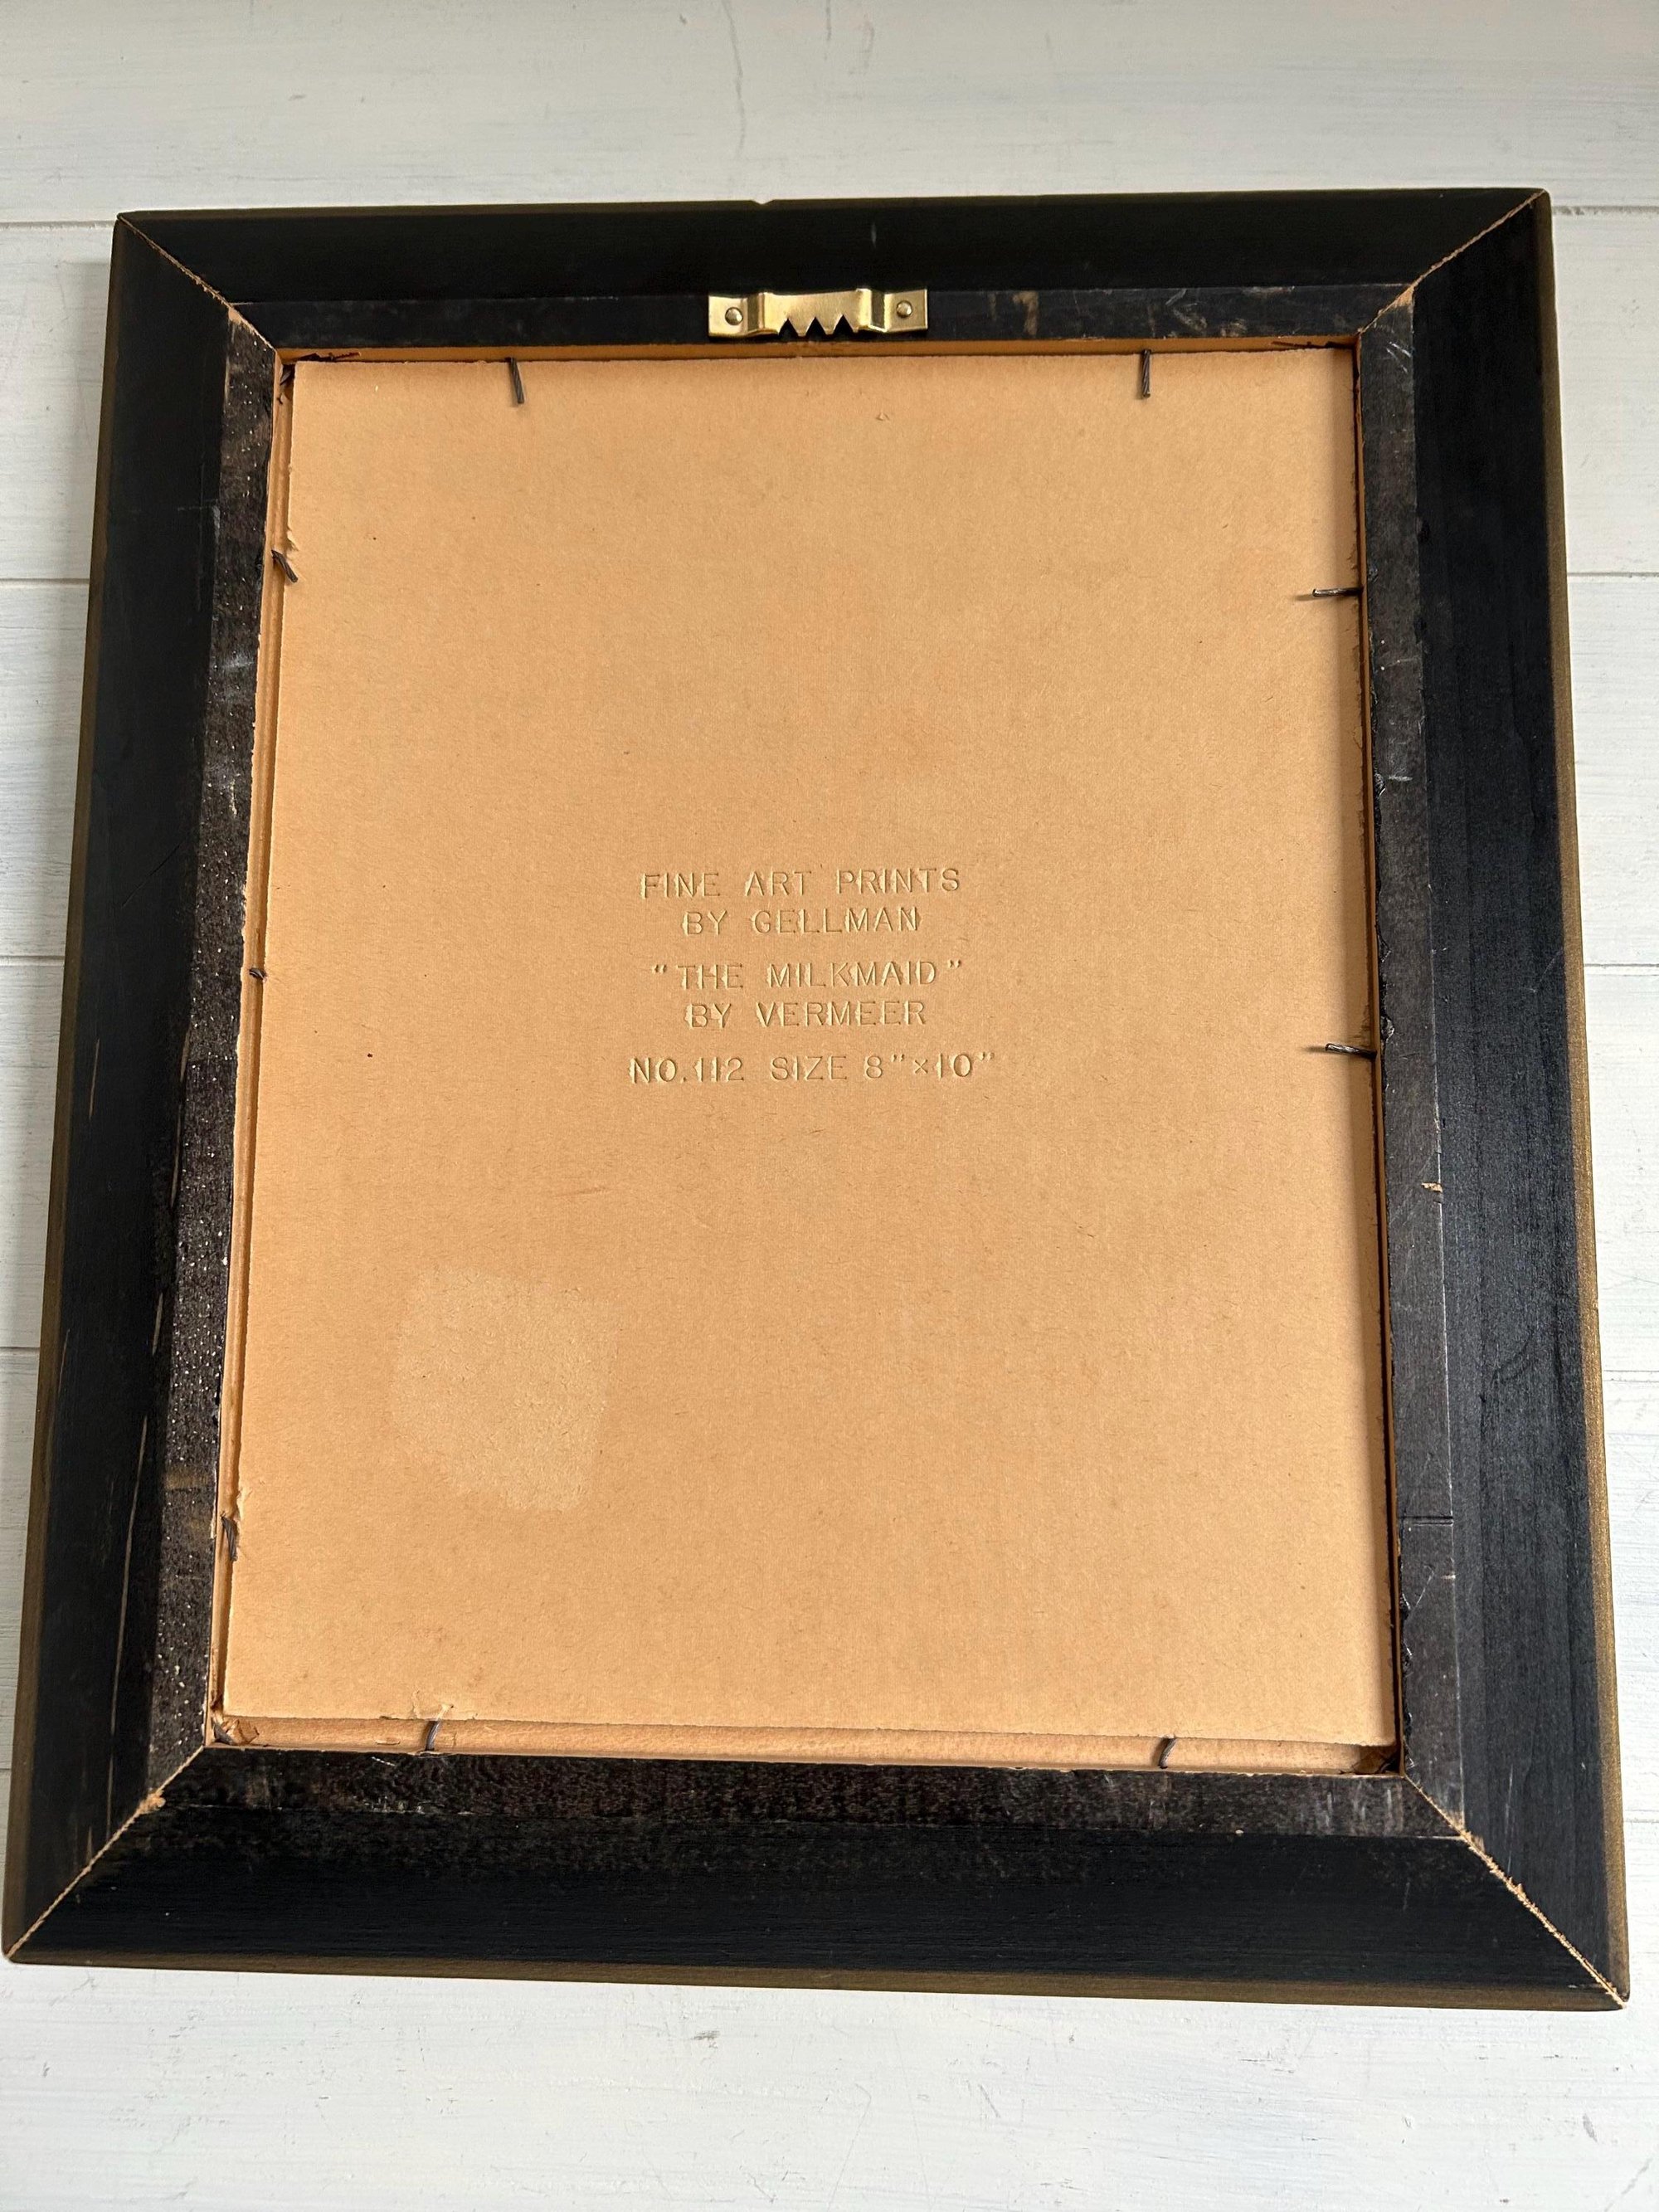 FINE ART PRINTS
BY GELLMAN
"THE MILKMAID"
BY VERMEER
NO.112 SIZE 8"×10"